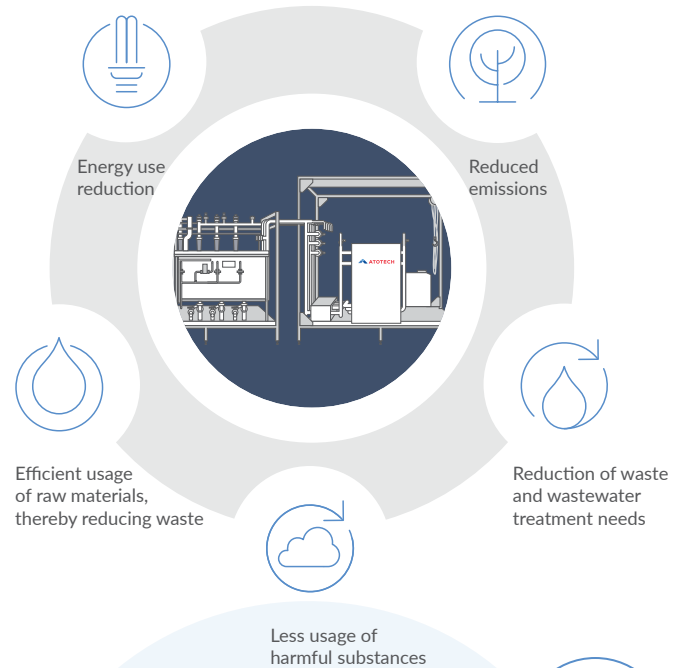 Energy use
reduction
Reduced
emissions
ATOTECH
Efficient usage
of raw materials,
thereby reducing waste
Reduction of waste
and wastewater
treatment needs
Less usage of
harmful substances